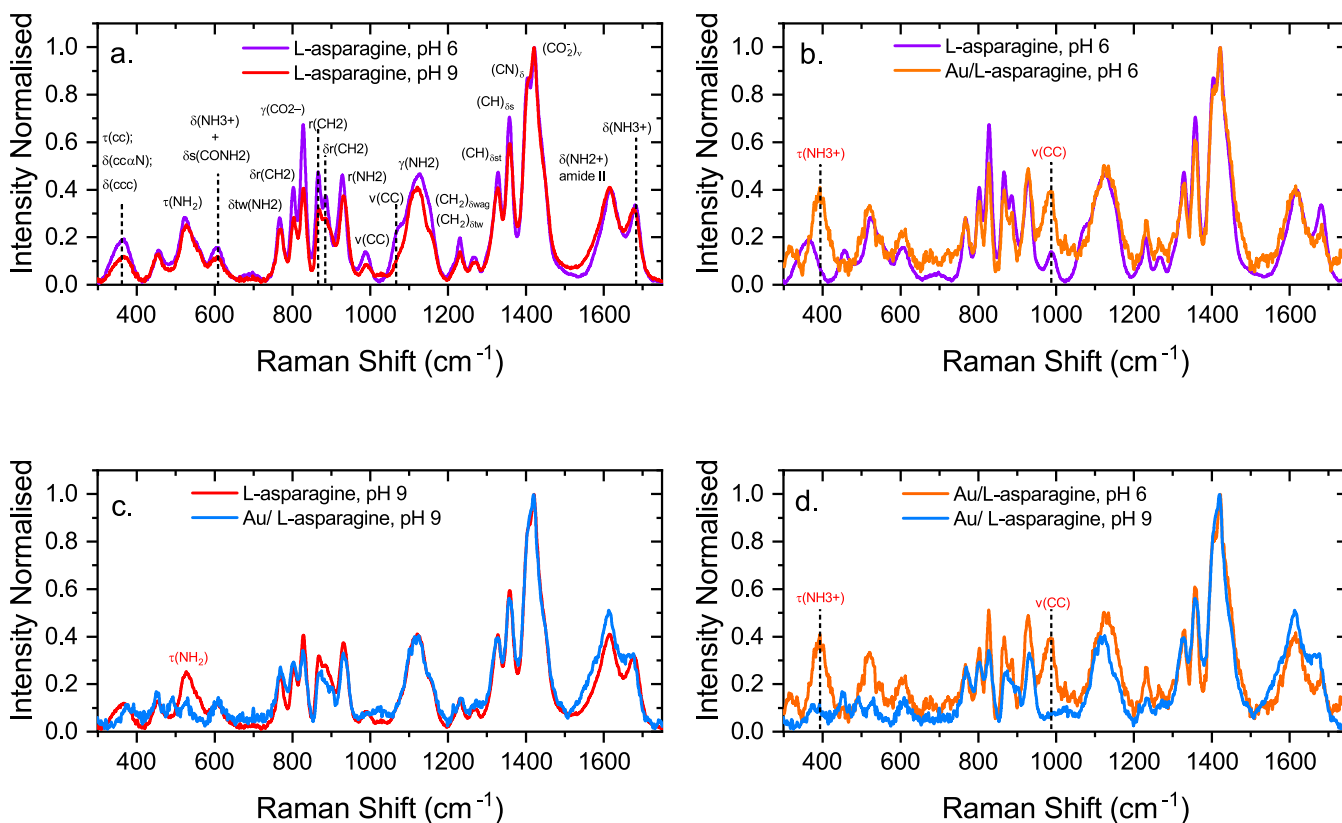 a.
L-asparagine, pH 6
L-asparagine, pH 9
(CO₂⁻)ᵥ
(CN)δ
(CH)δs
(CH)δst
γ(CO2–)
r(CH2)
δr(CH2)
δ(NH3+)
+
δs(CONH2)
τ(cc);
δ(ccαN);
δ(ccc)
τ(NH₂)
δr(CH2)
δtw(NH2)
r(NH2)
ν(CC)
ν(CC)
γ(NH2)
(CH₂)δwag
(CH₂)δtw
δ(NH2+)
amide II
δ(NH3+)
Intensity Normalised
1.0
0.8
0.6
0.4
0.2
0.0
400 600 800 1000 1200 1400 1600
Raman Shift (cm⁻¹)
b.
L-asparagine, pH 6
Au/L-asparagine, pH 6
τ(NH3+)
ν(CC)
Intensity Normalised
1.0
0.8
0.6
0.4
0.2
0.0
400 600 800 1000 1200 1400 1600
Raman Shift (cm⁻¹)
c.
L-asparagine, pH 9
Au/ L-asparagine, pH 9
τ(NH₂)
Intensity Normalised
1.0
0.8
0.6
0.4
0.2
0.0
400 600 800 1000 1200 1400 1600
Raman Shift (cm⁻¹)
d.
Au/L-asparagine, pH 6
Au/ L-asparagine, pH 9
τ(NH3+)
ν(CC)
Intensity Normalised
1.0
0.8
0.6
0.4
0.2
0.0
400 600 800 1000 1200 1400 1600
Raman Shift (cm⁻¹)